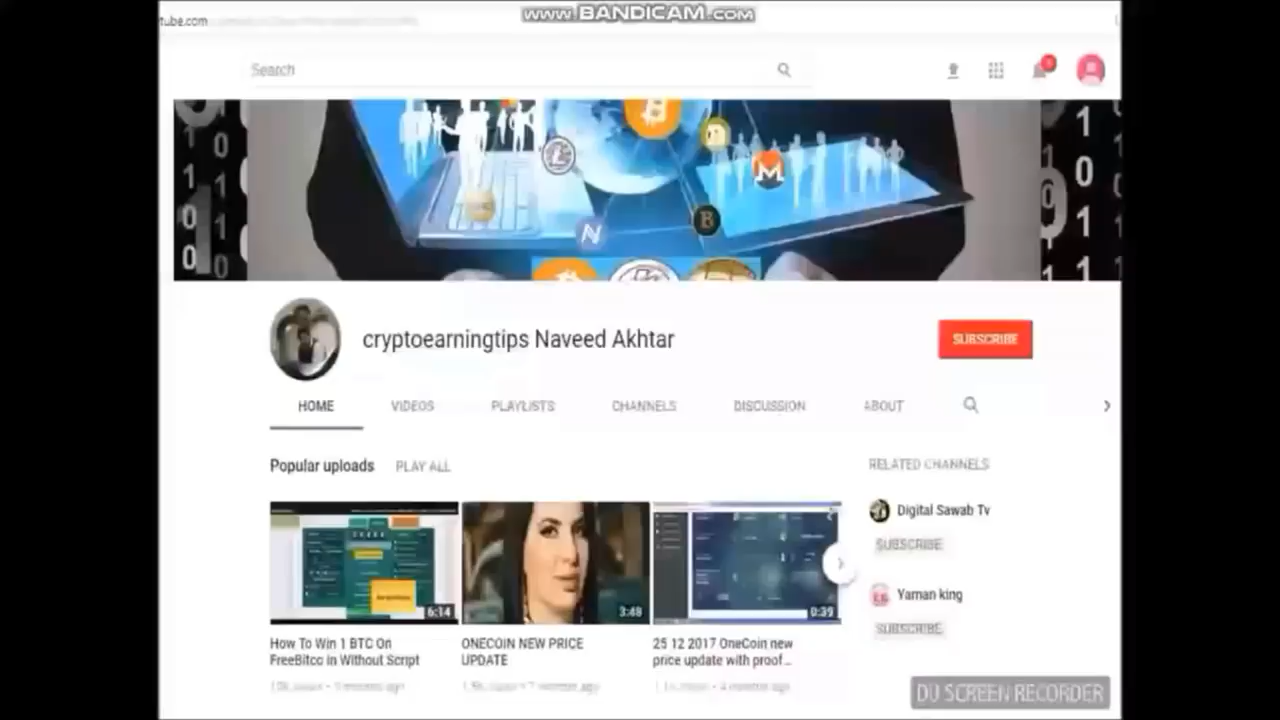 www.BANDICAM.com
tube.com
Search
cryptoearningtips Naveed Akhtar
SUBSCRIBE
HOME VIDEOS PLAYLISTS CHANNELS DISCUSSION ABOUT
Popular uploads PLAY ALL
RELATED CHANNELS
Digital Sawab Tv
SUBSCRIBE
Yaman king
SUBSCRIBE
6:14
3:48
0:39
How To Win 1 BTC On
FreeBitco in Without Script
ONECOIN NEW PRICE
UPDATE
25 12 2017 OneCoin new
price update with proof...
DU SCREEN RECORDER